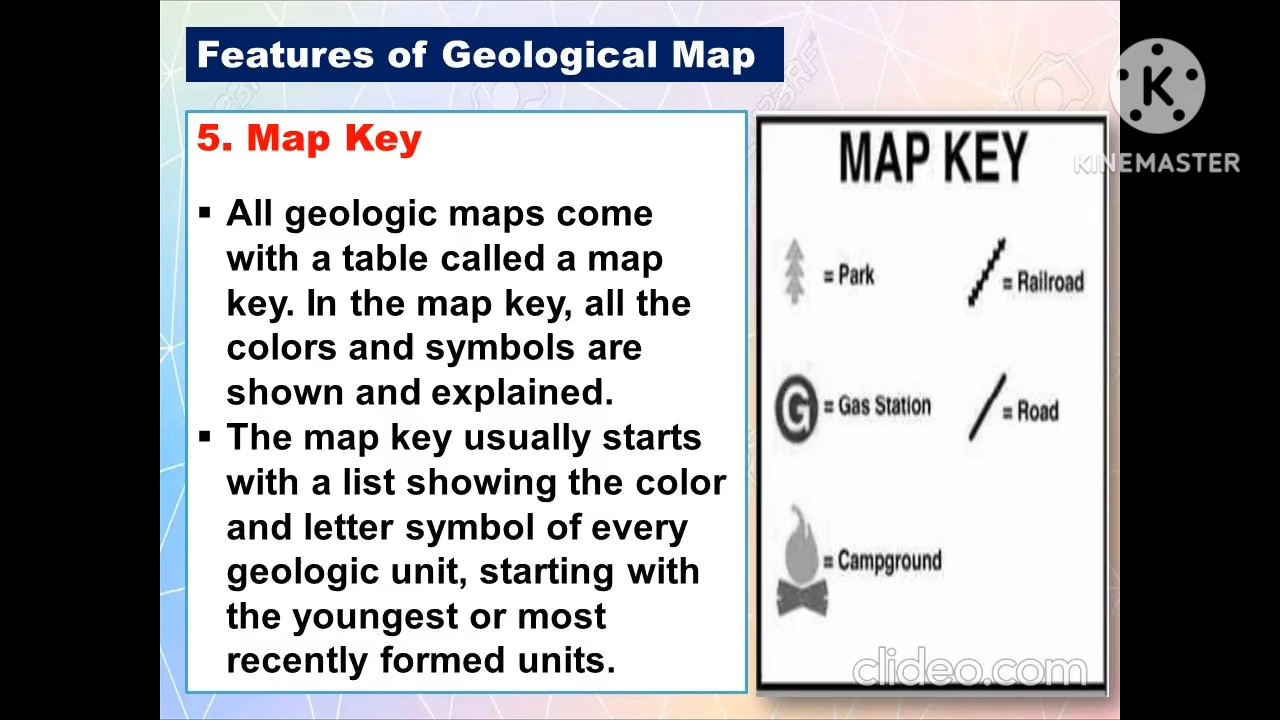 Features of Geological Map
5. Map Key
▪ All geologic maps come
with a table called a map
key. In the map key, all the
colors and symbols are
shown and explained.
▪ The map key usually starts
with a list showing the color
and letter symbol of every
geologic unit, starting with
the youngest or most
recently formed units.
MAP KEY
= Park
= Railroad
G = Gas Station
= Road
= Campground
clideo.com
K
KINEMASTER